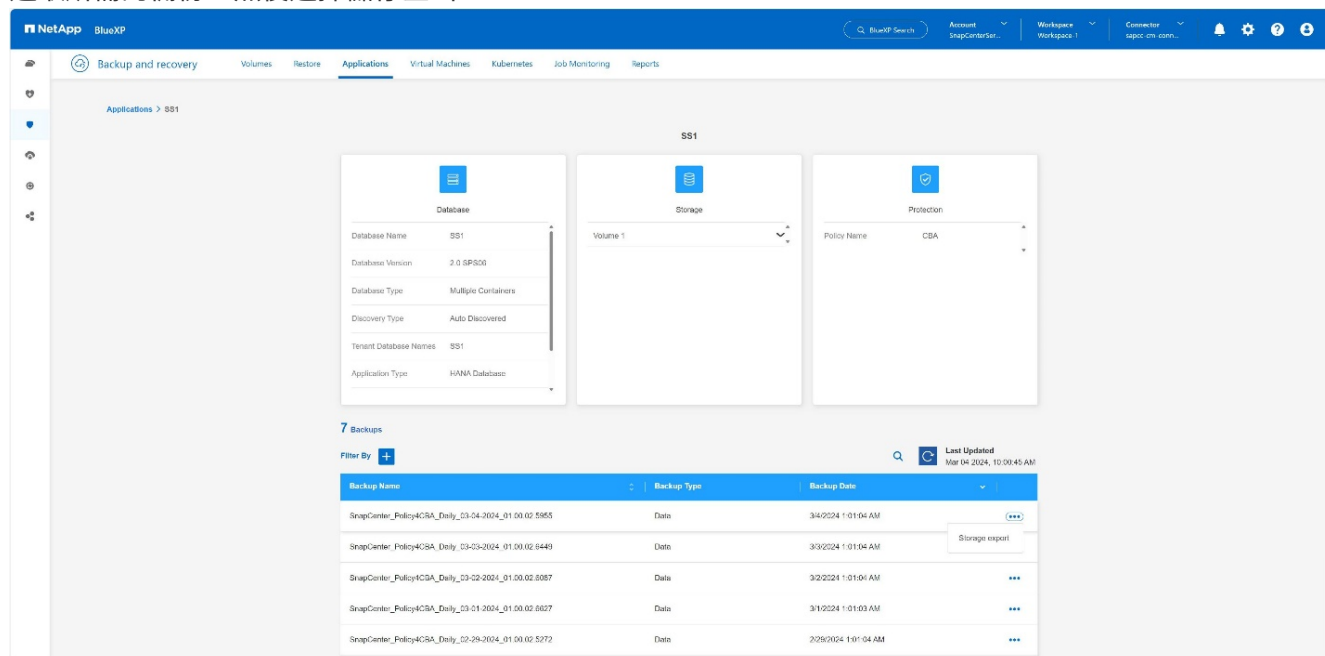 NetApp BlueXP
BlueXP Search
Account
SnapCenterSer...
Workspace
Workspace-1
Connector
sapcc-cm-conn...
Backup and recovery Volumes Restore Applications Virtual Machines Kubernetes Job Monitoring Reports
Applications > SS1
SS1
Database
Database Name SS1
Database Version 2.0 SPS06
Database Type Multiple Containers
Discovery Type Auto Discovered
Tenant Database Names SS1
Application Type HANA Database
Storage
Volume 1
Protection
Policy Name CBA
7 Backups
Filter By
Last Updated
Mar 04 2024, 10:00:45 AM
Backup Name Backup Type Backup Date
SnapCenter_Policy4CBA_Daily_03-04-2024_01.00.02.5955 Data 3/4/2024 1:01:04 AM
Storage export
SnapCenter_Policy4CBA_Daily_03-03-2024_01.00.02.6449 Data 3/3/2024 1:01:04 AM
SnapCenter_Policy4CBA_Daily_03-02-2024_01.00.02.6087 Data 3/2/2024 1:01:04 AM
SnapCenter_Policy4CBA_Daily_03-01-2024_01.00.02.6627 Data 3/1/2024 1:01:03 AM
SnapCenter_Policy4CBA_Daily_02-29-2024_01.00.02.5272 Data 2/29/2024 1:01:04 AM